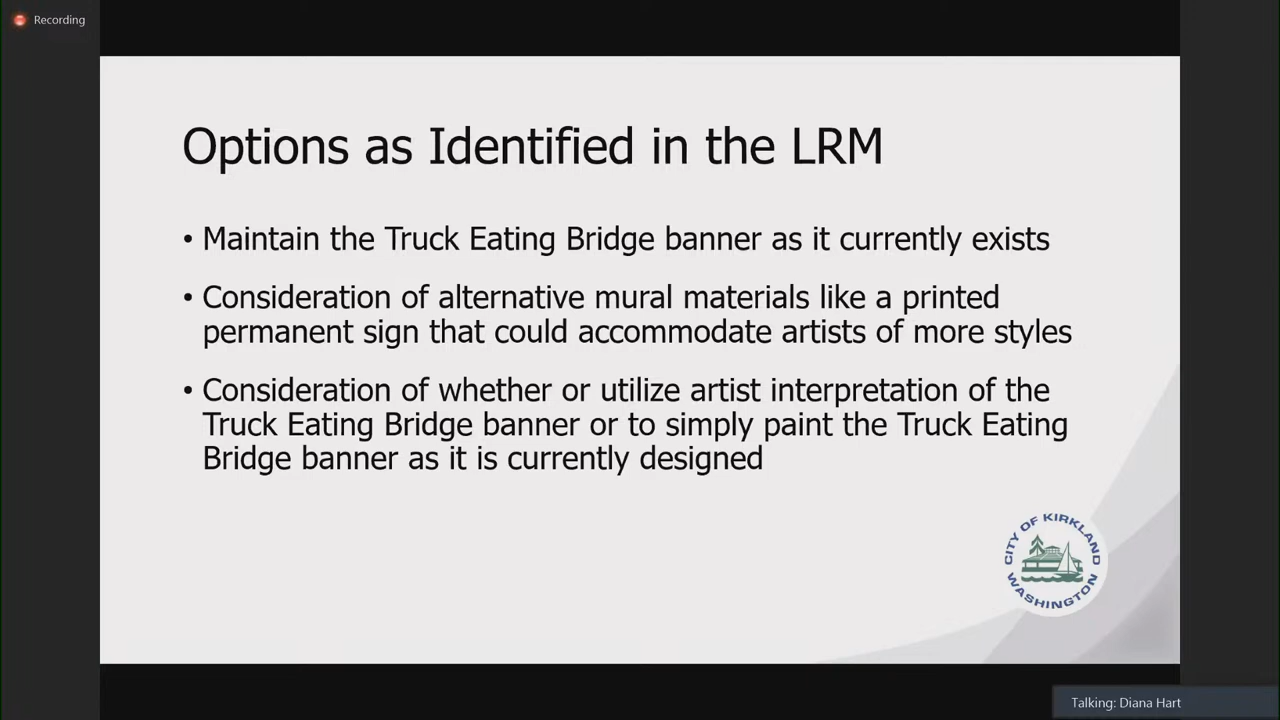 Recording
Options as Identified in the LRM
• Maintain the Truck Eating Bridge banner as it currently exists
• Consideration of alternative mural materials like a printed
permanent sign that could accommodate artists of more styles
• Consideration of whether or utilize artist interpretation of the
Truck Eating Bridge banner or to simply paint the Truck Eating
Bridge banner as it is currently designed
CITY OF KIRKLAND
WASHINGTON
Talking: Diana Hart